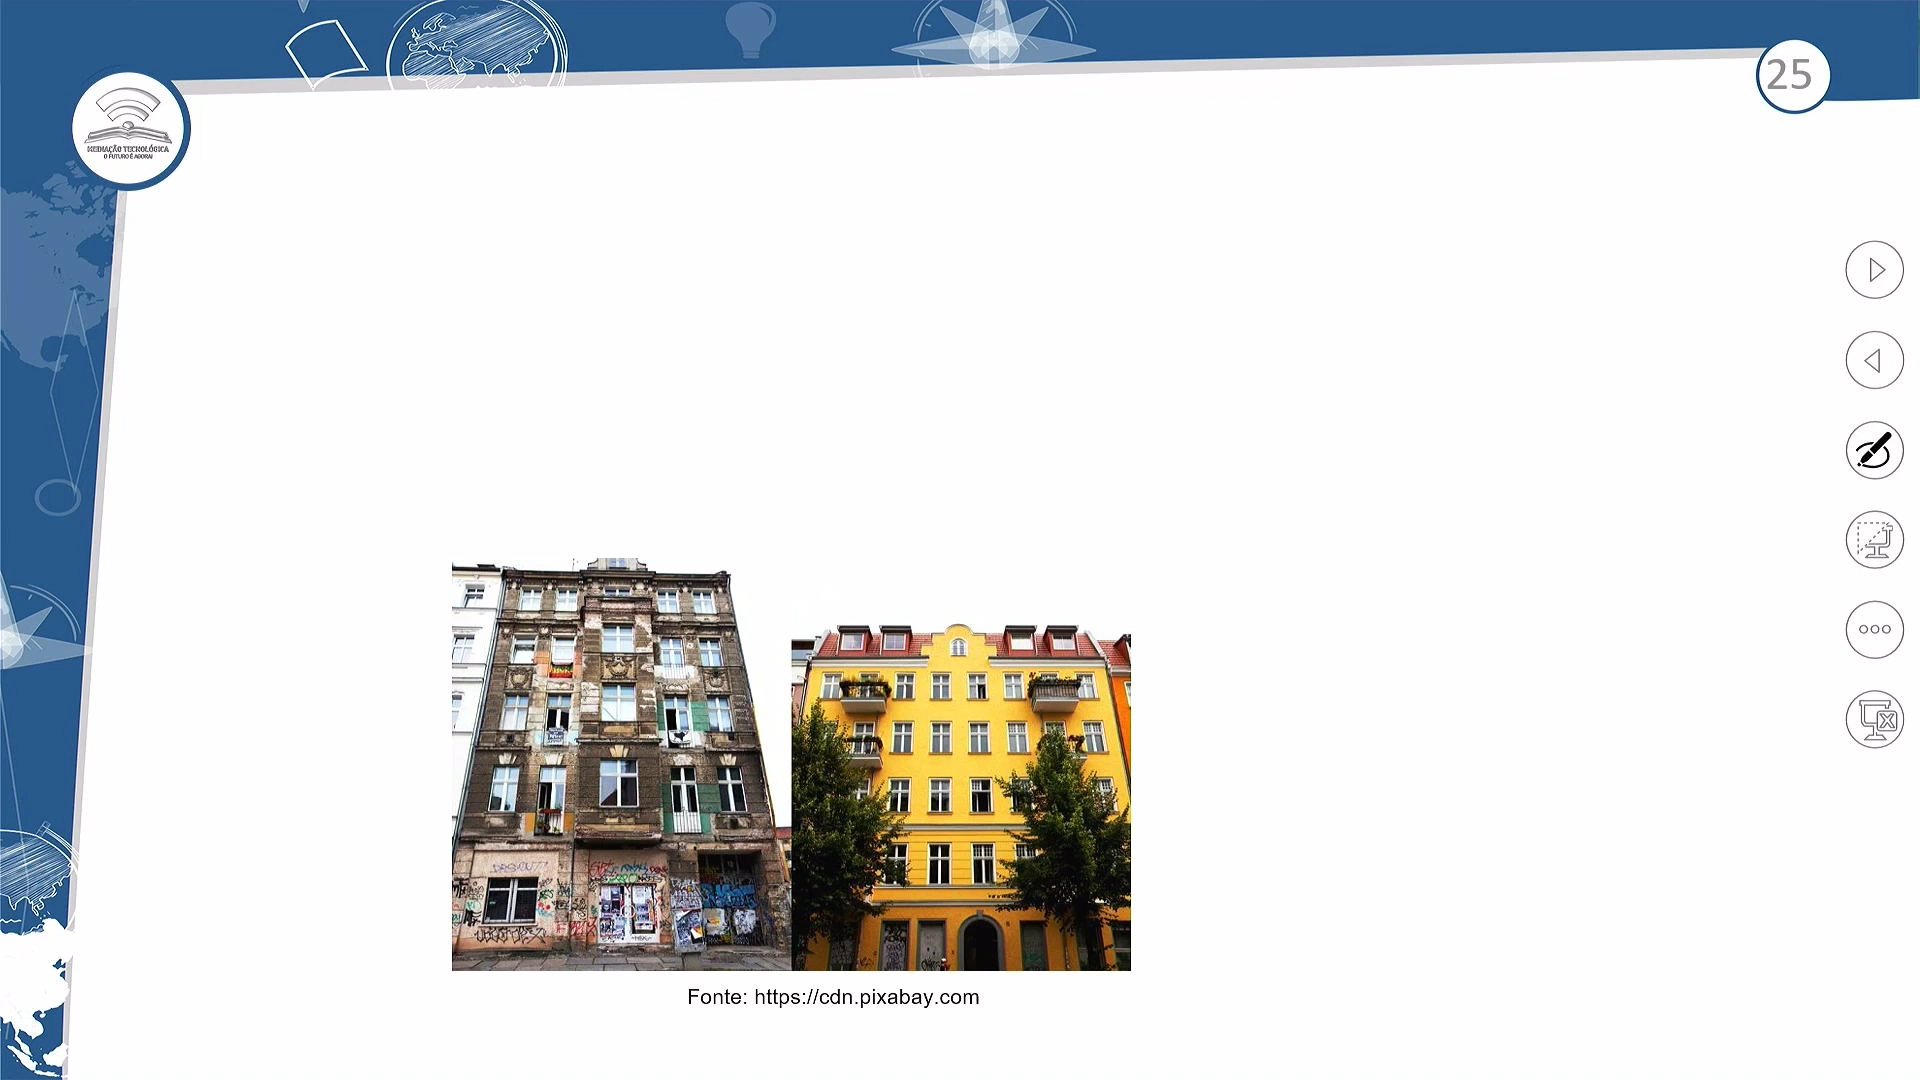 25
MEDIAÇÃO TECNOLÓGICA
O FUTURO É AGORA!
Fonte: https://cdn.pixabay.com